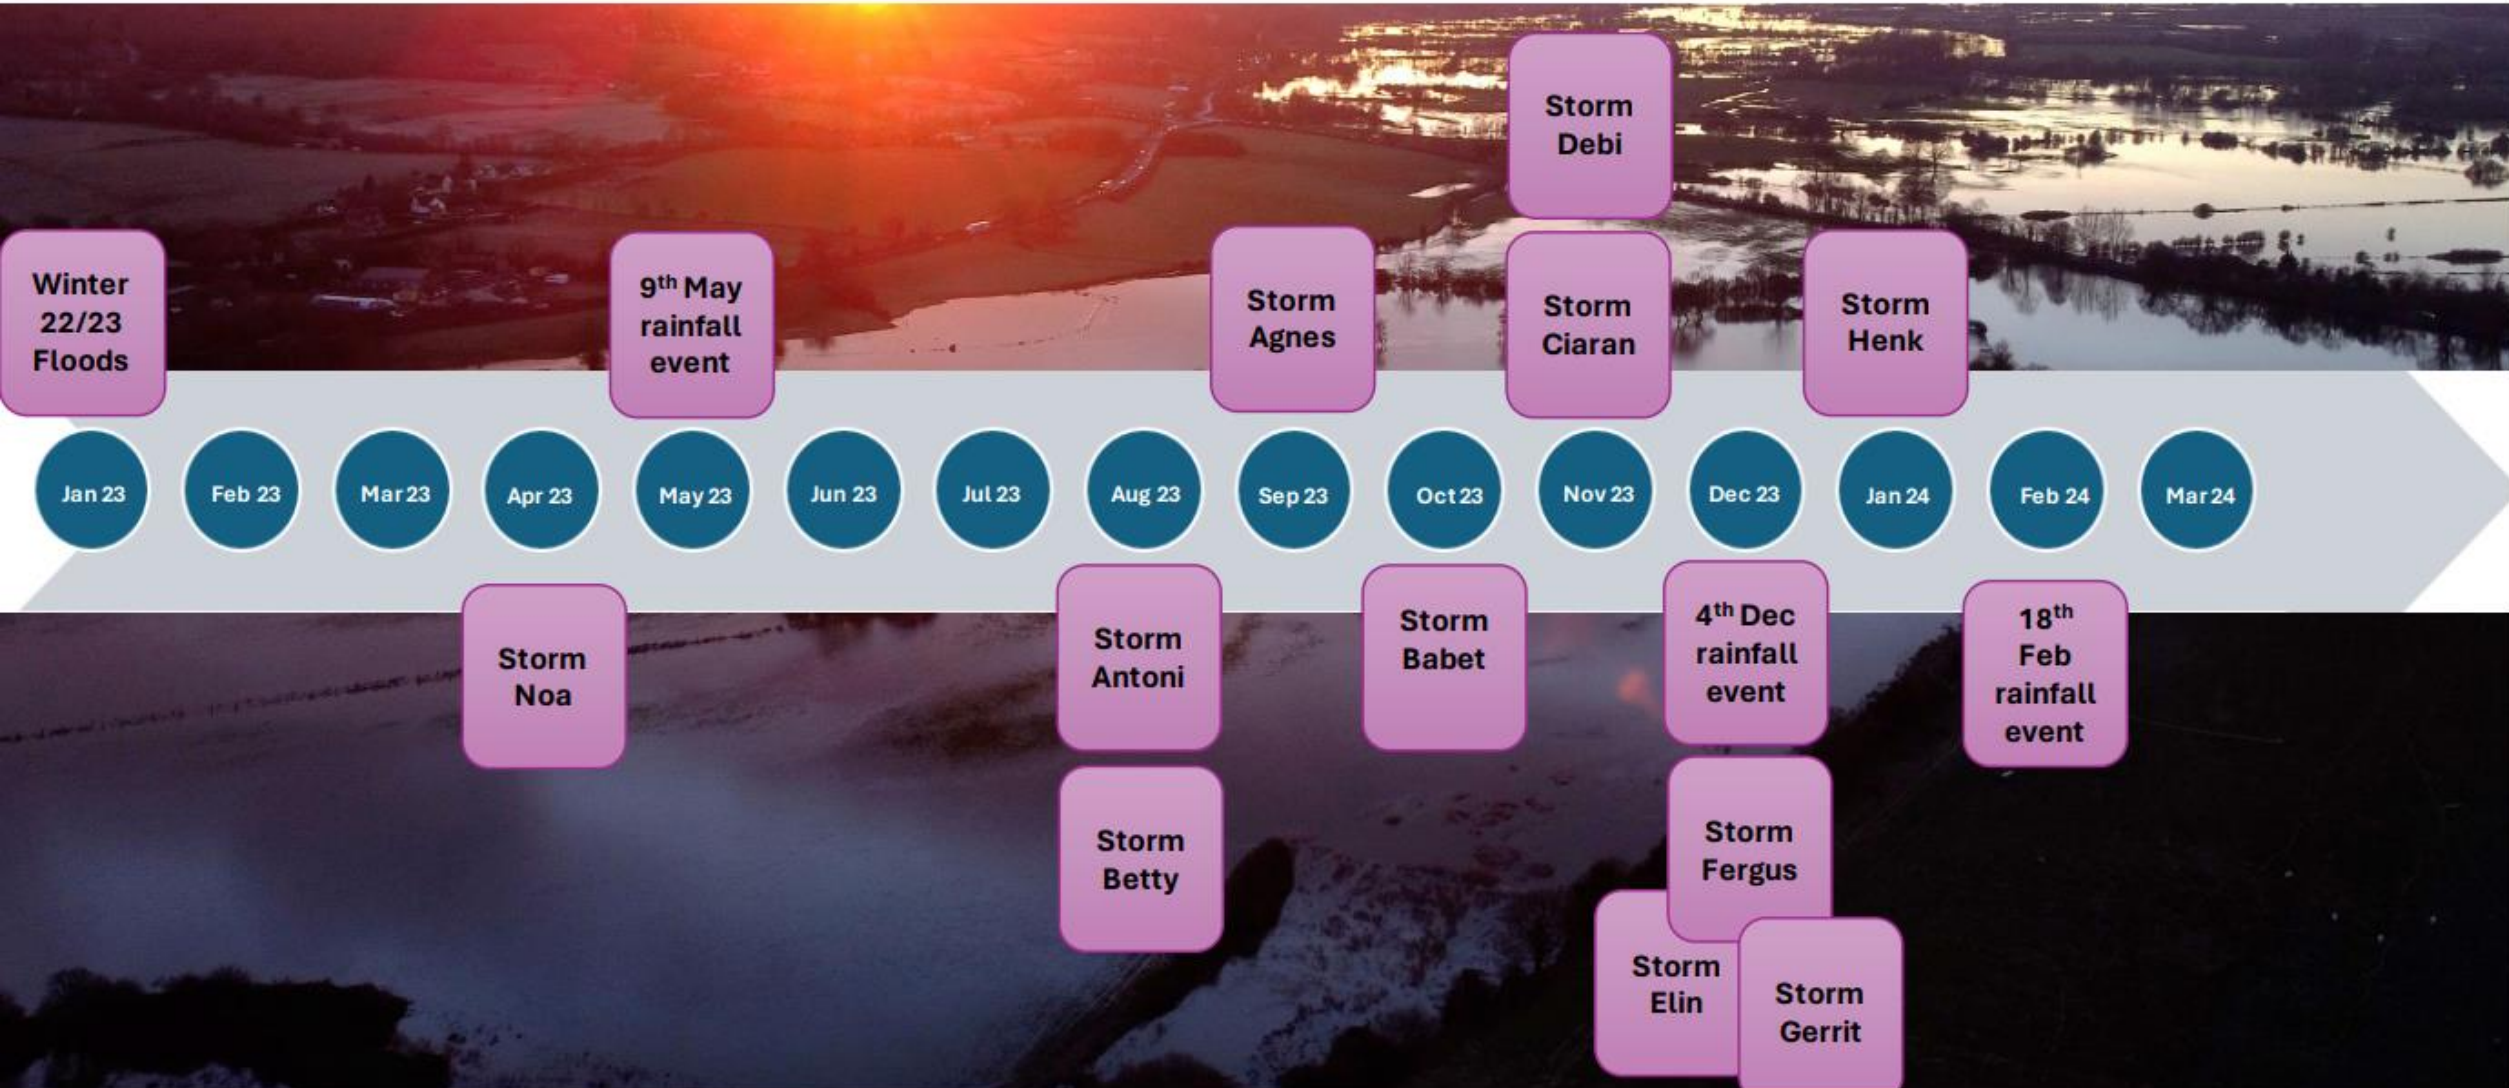 Storm
Debi
Winter
22/23
Floods
9th May
rainfall
event
Storm
Agnes
Storm
Ciaran
Storm
Henk
Jan 23
Feb 23
Mar 23
Apr 23
May 23
Jun 23
Jul 23
Aug 23
Sep 23
Oct 23
Nov 23
Dec 23
Jan 24
Feb 24
Mar 24
Storm
Noa
Storm
Antoni
Storm
Betty
Storm
Babet
4th Dec
rainfall
event
Storm
Fergus
Storm
Elin
Storm
Gerrit
18th
Feb
rainfall
event